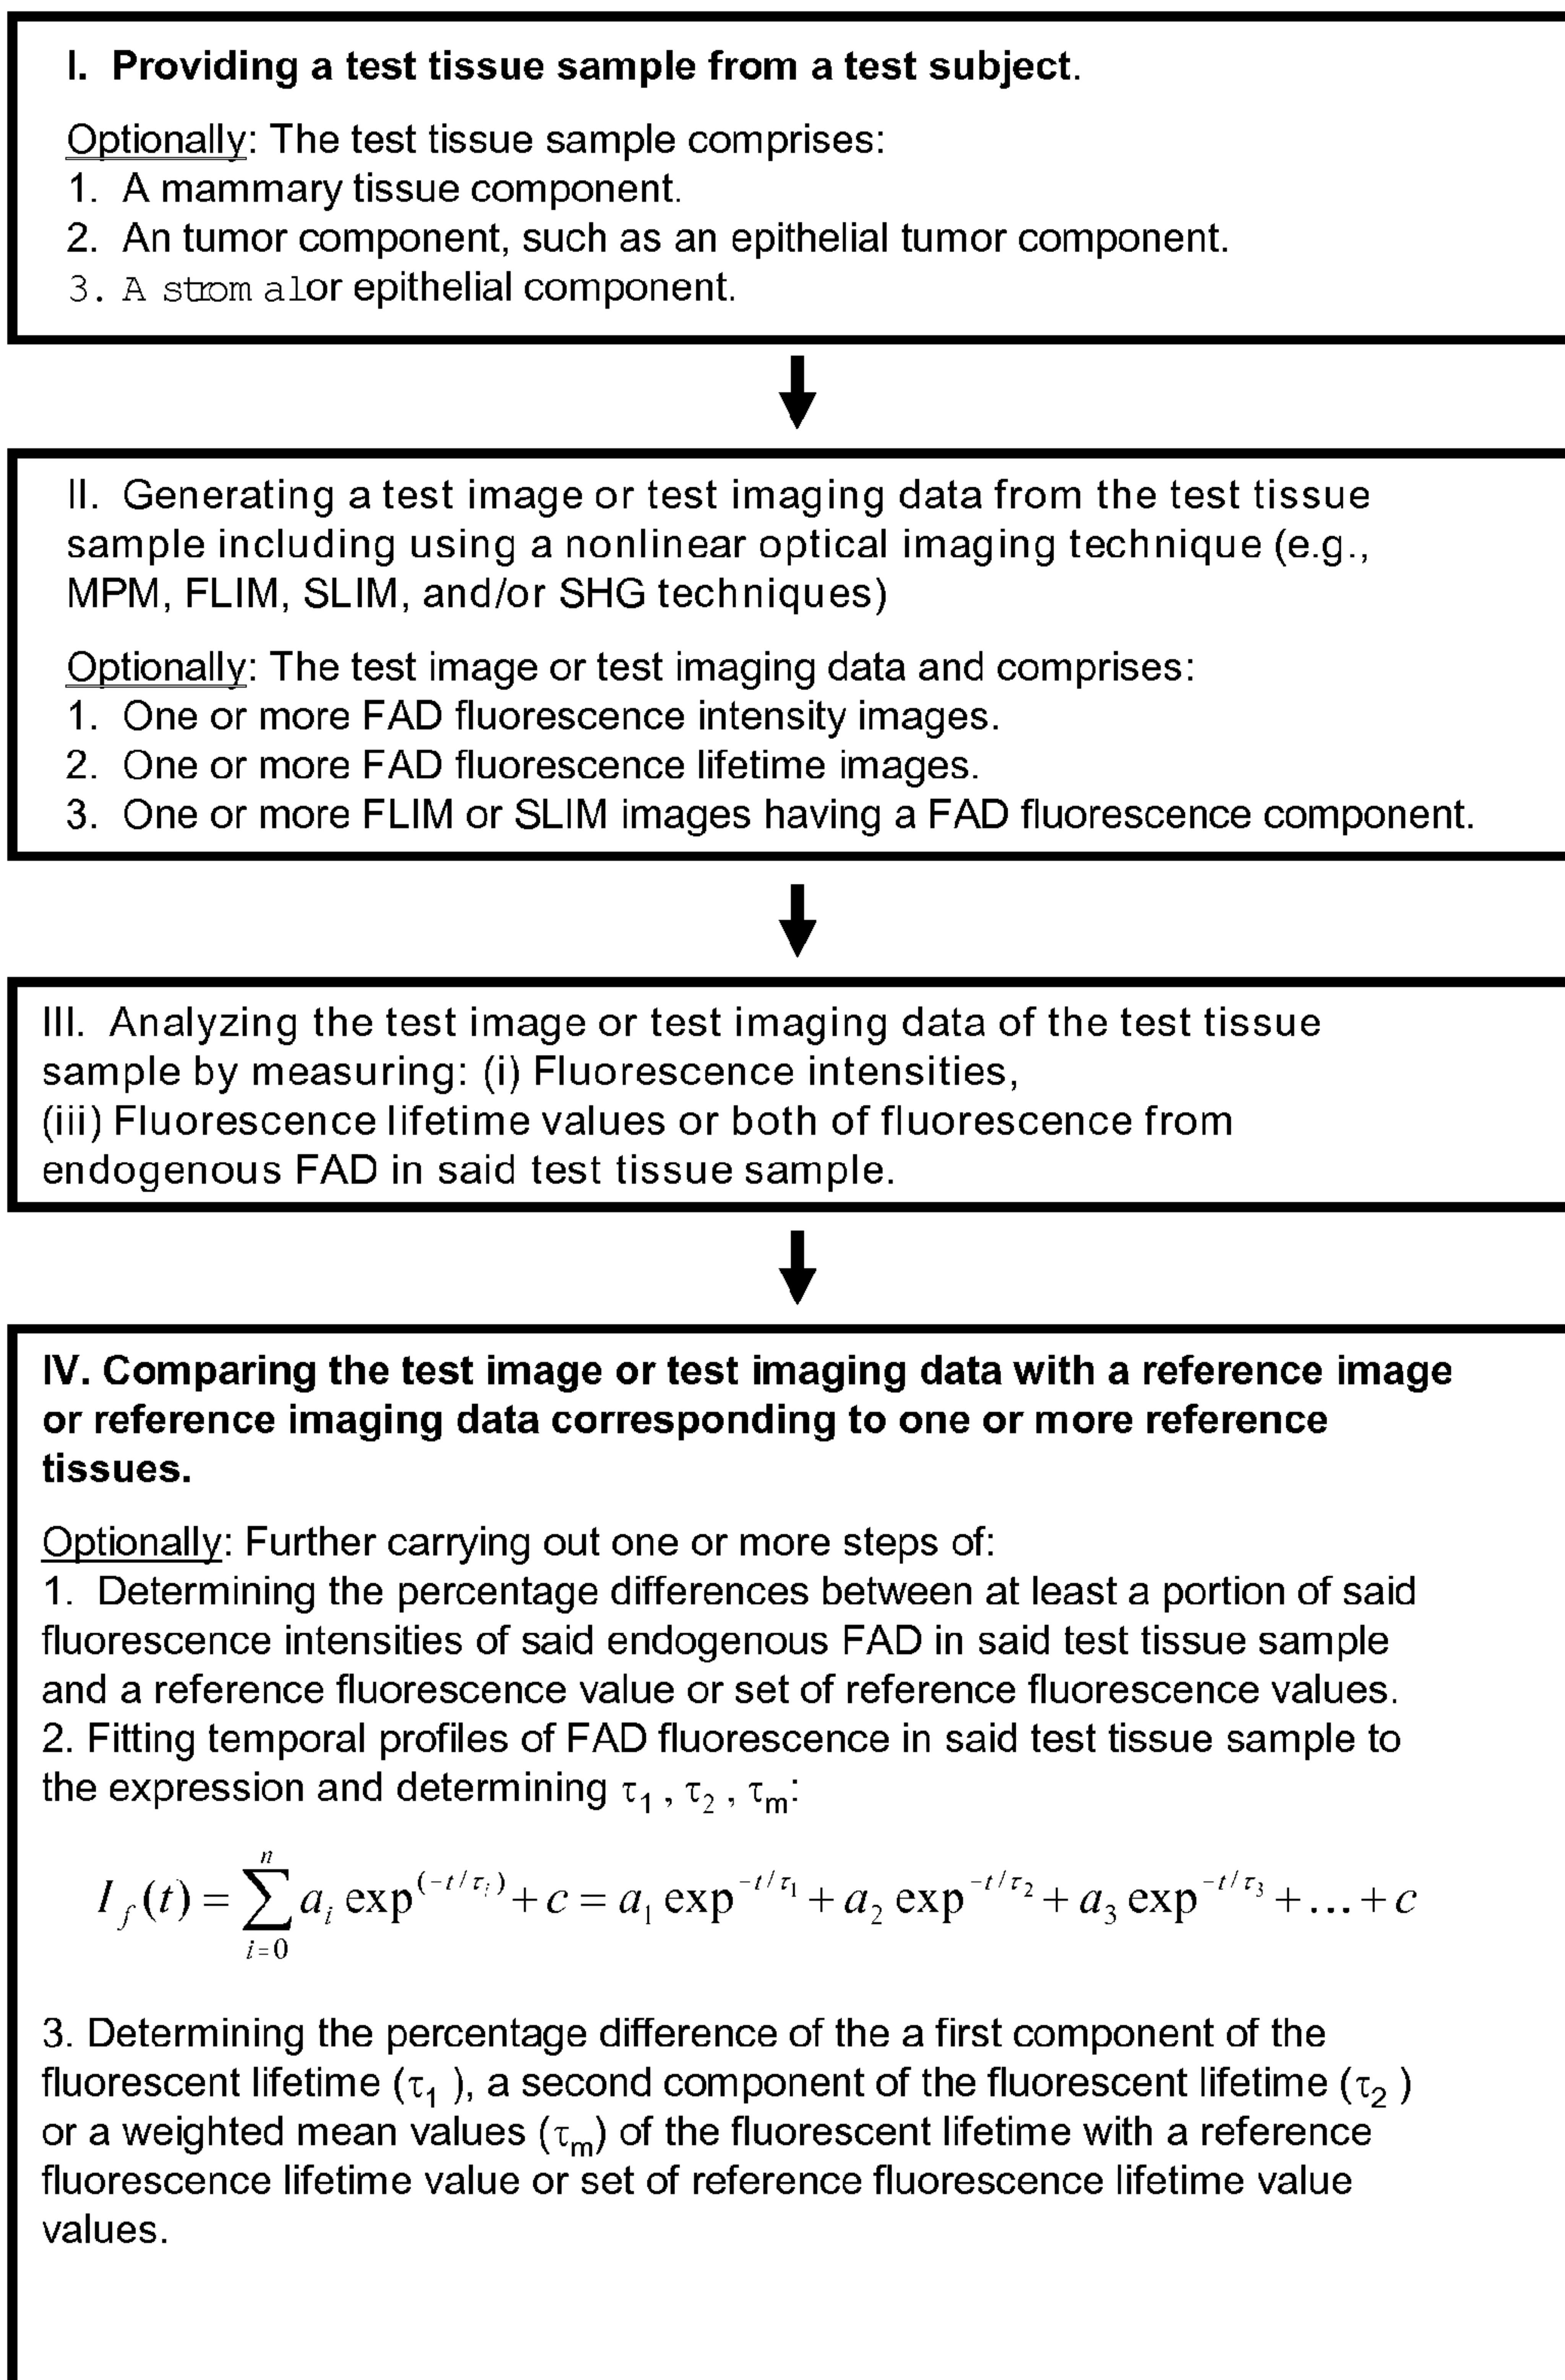 I. Providing a test tissue sample from a test subject.
Optionally: The test tissue sample comprises:
1. A mammary tissue component.
2. An tumor component, such as an epithelial tumor component.
3. A strom alor epithelial component.
II. Generating a test image or test imaging data from the test tissue
sample including using a nonlinear optical imaging technique (e.g.,
MPM, FLIM, SLIM, and/or SHG techniques)
Optionally: The test image or test imaging data and comprises:
1. One or more FAD fluorescence intensity images.
2. One or more FAD fluorescence lifetime images.
3. One or more FLIM or SLIM images having a FAD fluorescence component.
III. Analyzing the test image or test imaging data of the test tissue
sample by measuring: (i) Fluorescence intensities,
(iii) Fluorescence lifetime values or both of fluorescence from
endogenous FAD in said test tissue sample.
IV. Comparing the test image or test imaging data with a reference image
or reference imaging data corresponding to one or more reference
tissues.
Optionally: Further carrying out one or more steps of:
1. Determining the percentage differences between at least a portion of said
fluorescence intensities of said endogenous FAD in said test tissue sample
and a reference fluorescence value or set of reference fluorescence values.
2. Fitting temporal profiles of FAD fluorescence in said test tissue sample to
the expression and determining τ₁ , τ₂ , τm:
I_f(t) = ∑_{i=0}^{n} a_i exp^{(-t/τ_i)} + c = a_1 exp^{-t/τ_1} + a_2 exp^{-t/τ_2} + a_3 exp^{-t/τ_3} + ... + c
3. Determining the percentage difference of the a first component of the
fluorescent lifetime (τ₁ ), a second component of the fluorescent lifetime (τ₂ )
or a weighted mean values (τm) of the fluorescent lifetime with a reference
fluorescence lifetime value or set of reference fluorescence lifetime value
values.